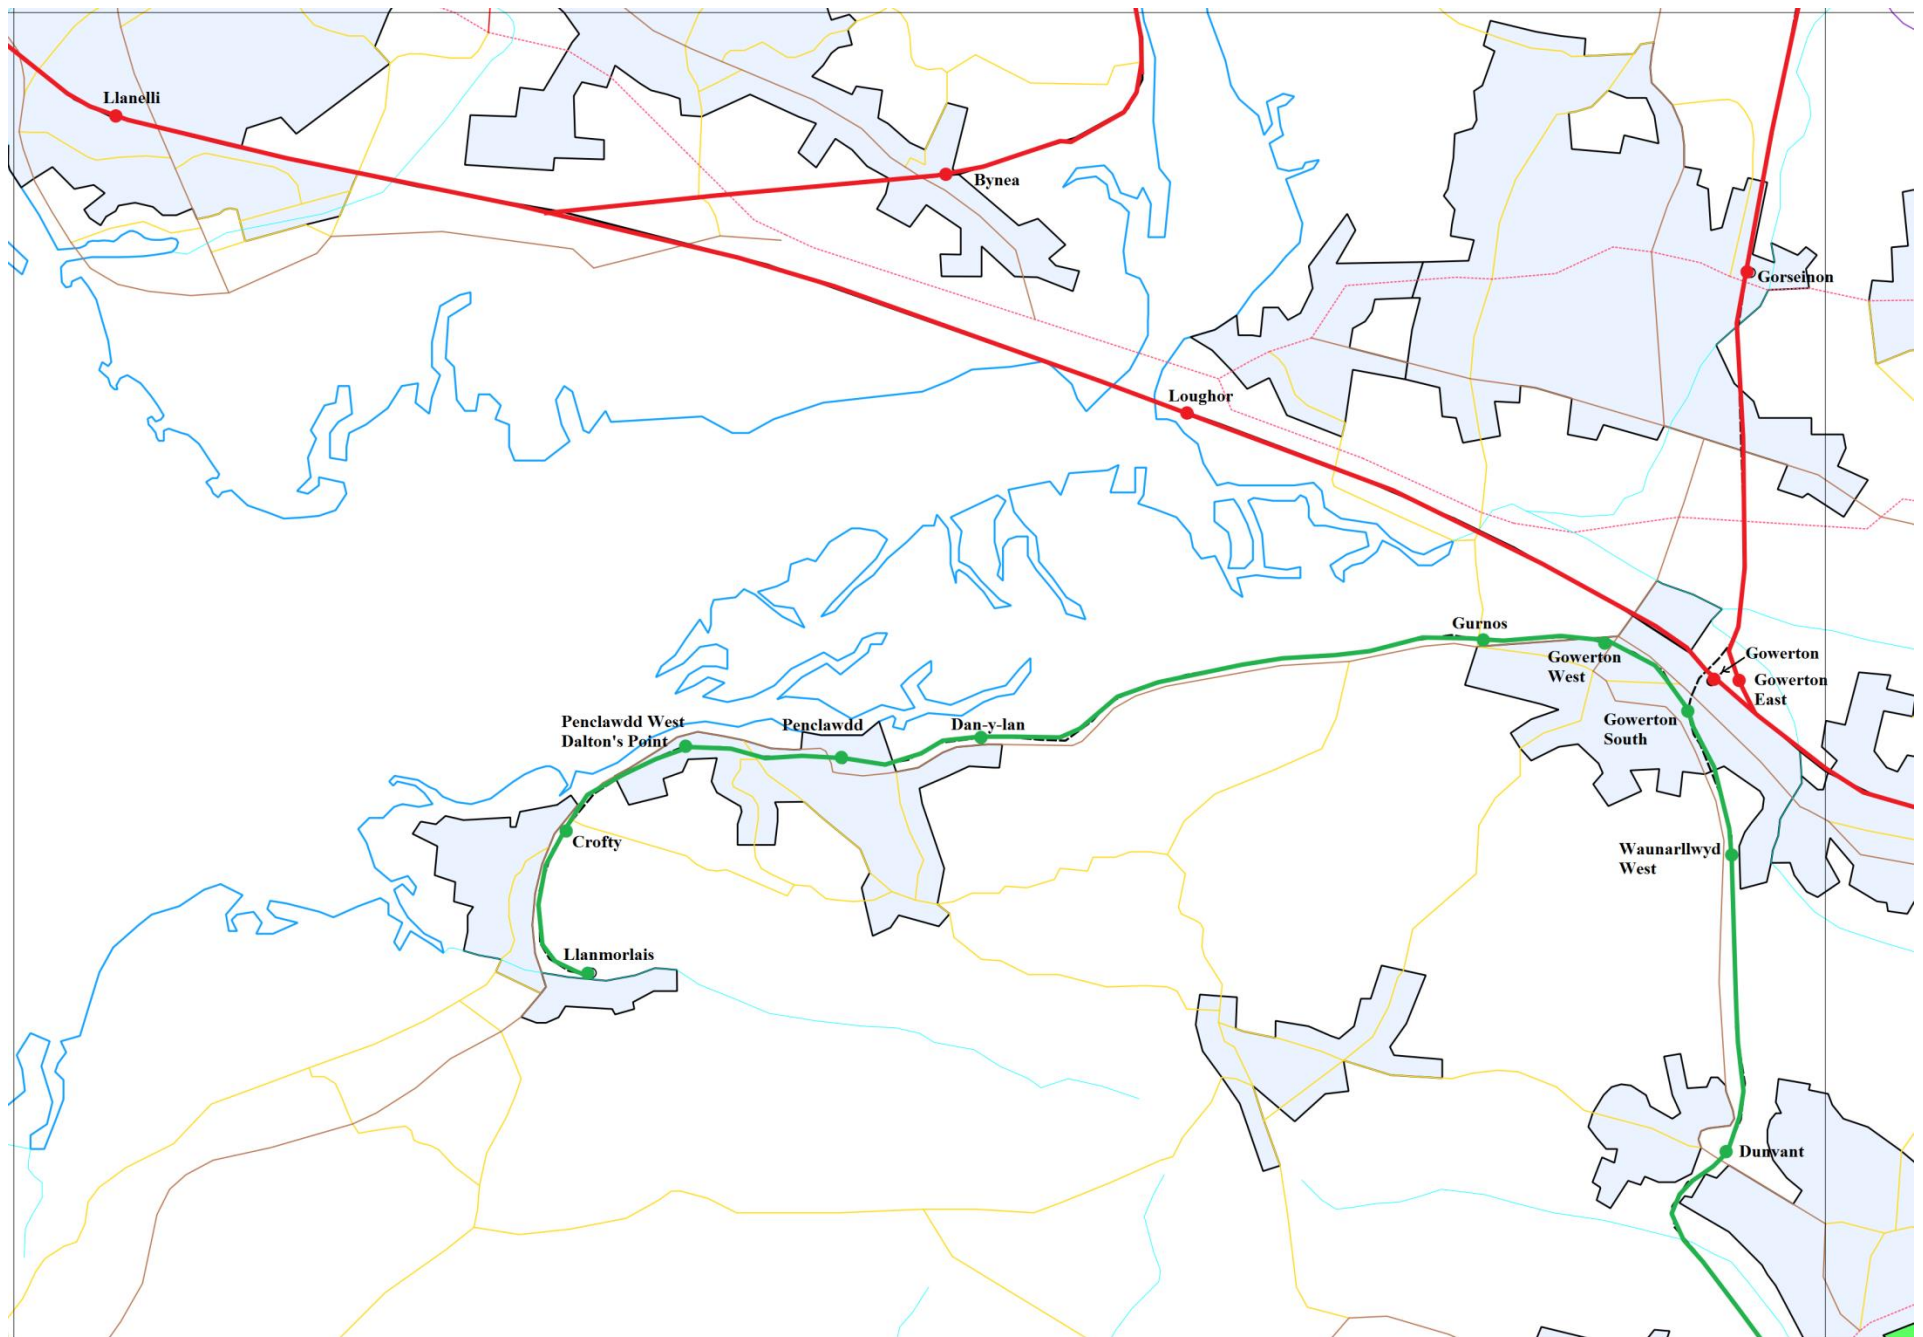 Llanelli
Bynea
Gorseinon
Loughor
Gurnos
Gowerton
West
Gowerton
Gowerton
East
Gowerton
South
Penclawdd West
Dalton's Point
Penclawdd
Dan-y-lan
Crofty
Waunarllwyd
West
Llanmorlais
Dunvant